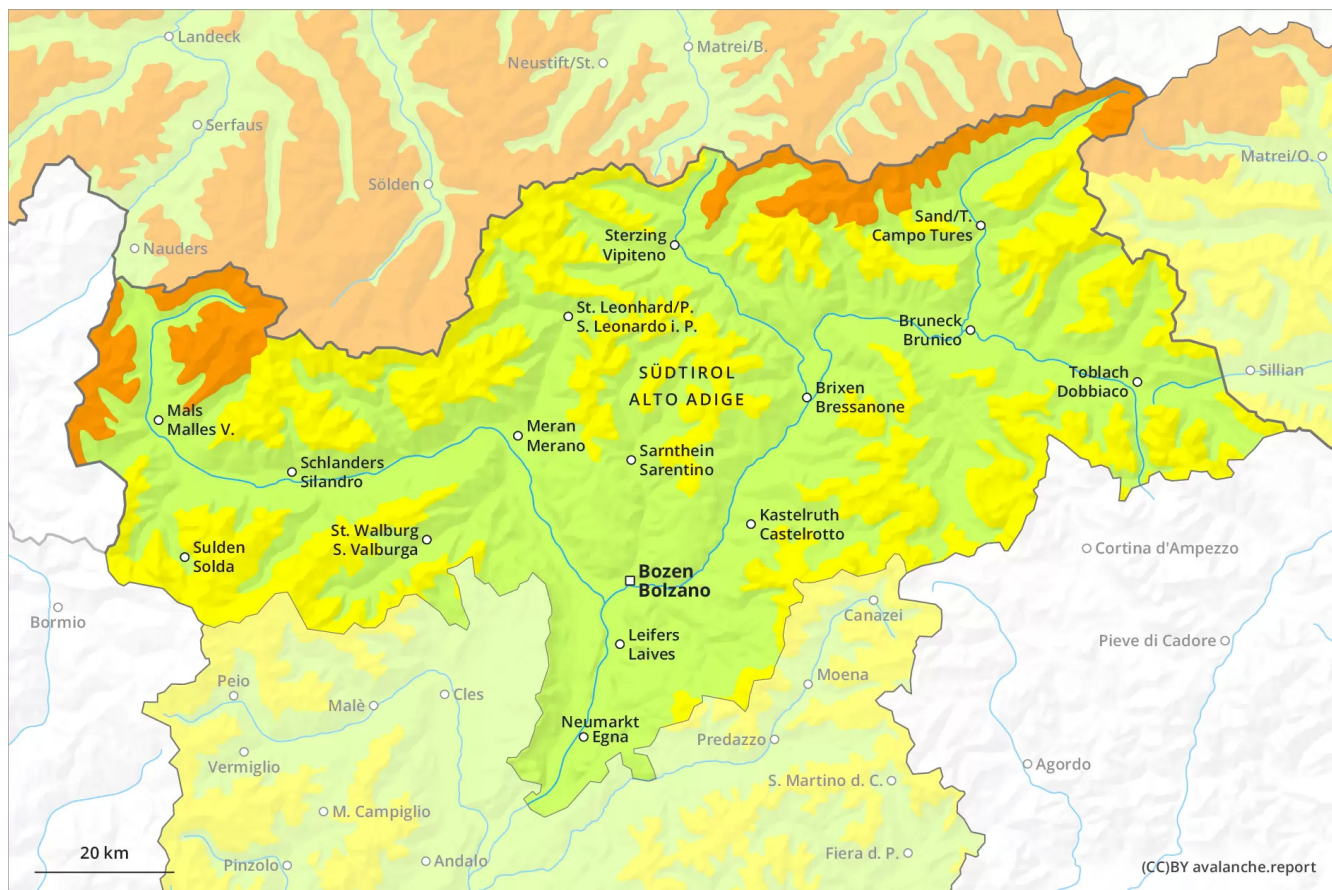 Landeck
Matrei/B.
Neustift/St.
Serfaus
Matrei/O.
Sölden
Sand/T.
Campo Tures
Sterzing
Vipiteno
Nauders
St. Leonhard/P.
S. Leonardo i. P.
Bruneck
Brunico
SÜDTIROL
ALTO ADIGE
Toblach
Dobbiaco
Sillian
Brixen
Bressanone
Mals
Malles V.
Meran
Merano
Sarnthein
Sarentino
Schlanders
Silandro
Kastelruth
Castelrotto
St. Walburg
S. Valburga
Sulden
Solda
Cortina d'Ampezzo
Bozen
Bolzano
Bormio
Canazei
Leifers
Laives
Pieve di Cadore
Moena
Peio
Cles
Malè
Neumarkt
Egna
Predazzo
Vermiglio
Agordo
S. Martino d. C.
M. Campiglio
20 km
Andalo
Fiera d. P.
Pinzolo
(CC)BY avalanche.report